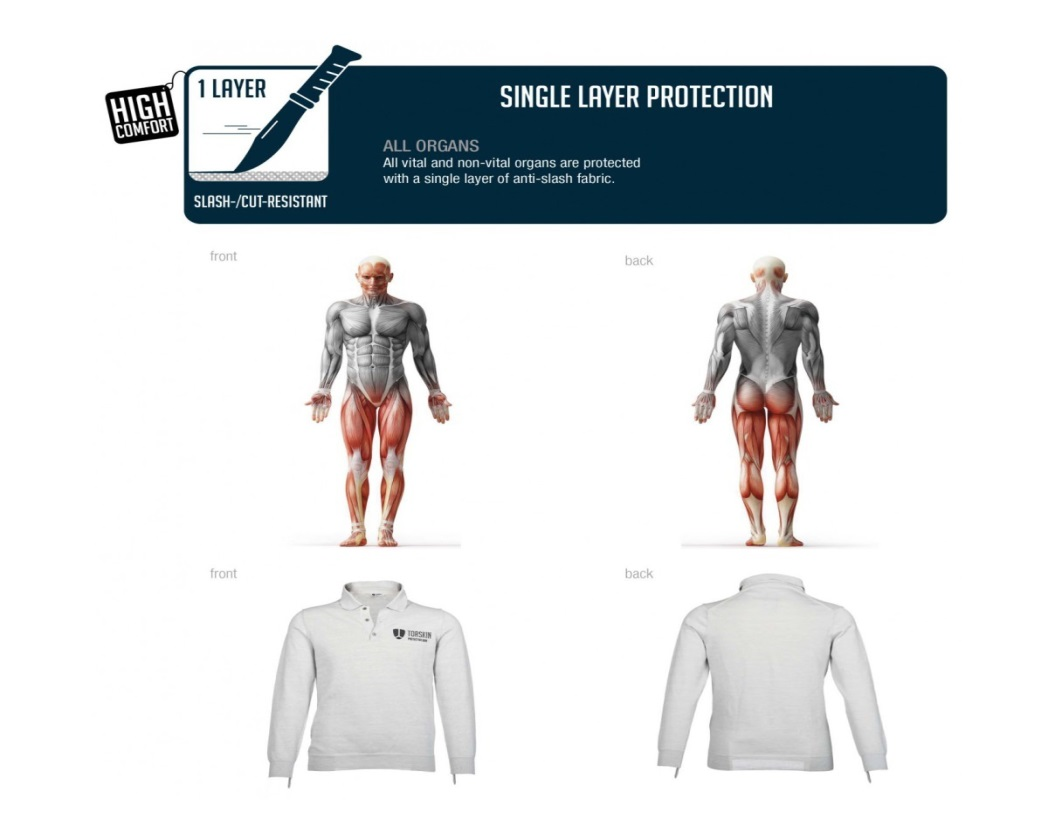 1 LAYER
HIGH
COMFORT
SLASH-/CUT-RESISTANT
SINGLE LAYER PROTECTION
ALL ORGANS
All vital and non-vital organs are protected
with a single layer of anti-slash fabric.
front
back
front
back
TORSKIN